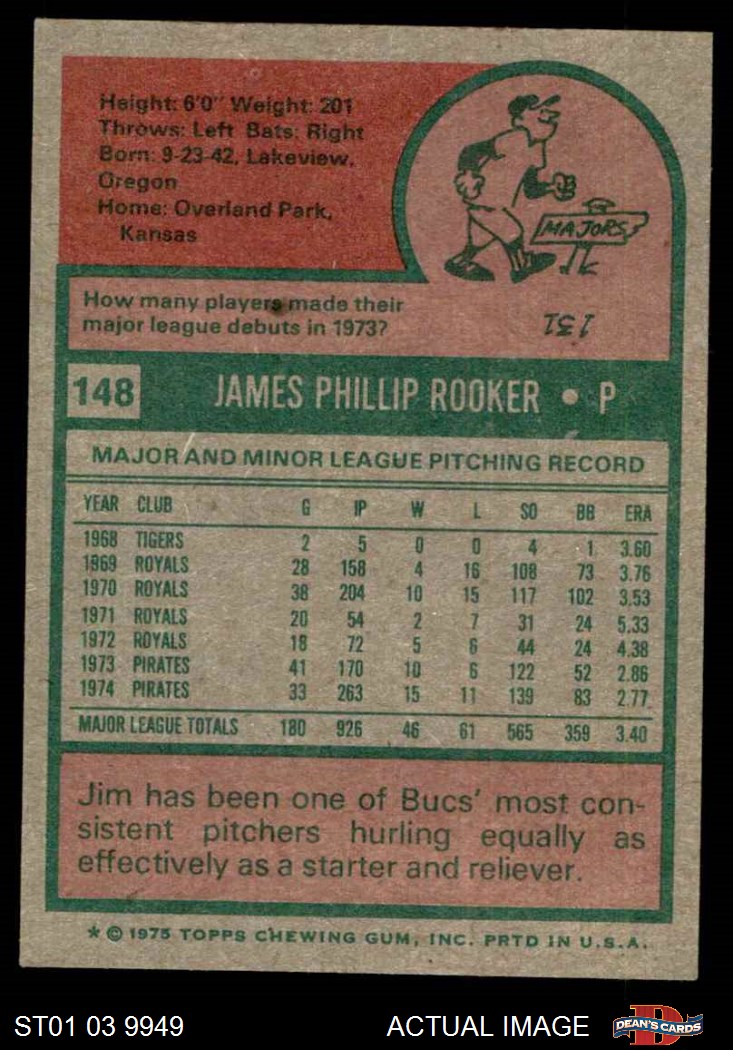 Height: 6'0" Weight: 201
Throws: Left Bats: Right
Born: 9-23-42, Lakeview,
Oregon
Home: Overland Park,
Kansas
MAJORS
How many players made their
major league debuts in 1973?
131
148 JAMES PHILLIP ROOKER • P
MAJOR AND MINOR LEAGUE PITCHING RECORD
YEAR CLUB G IP W L SO BB ERA
1968 TIGERS 2 5 0 0 4 1 3.60
1969 ROYALS 28 158 4 16 108 73 3.76
1970 ROYALS 38 204 10 15 117 102 3.53
1971 ROYALS 20 54 2 7 31 24 5.33
1972 ROYALS 18 72 5 6 44 24 4.38
1973 PIRATES 41 170 10 6 122 52 2.86
1974 PIRATES 33 263 15 11 139 83 2.77
MAJOR LEAGUE TOTALS 180 926 46 61 565 359 3.40
Jim has been one of Bucs' most con-
sistent pitchers hurling equally as
effectively as a starter and reliever.
* © 1975 TOPPS CHEWING GUM, INC. PRTD IN U.S.A.
ST01 03 9949 ACTUAL IMAGE DEAN'S CARDS